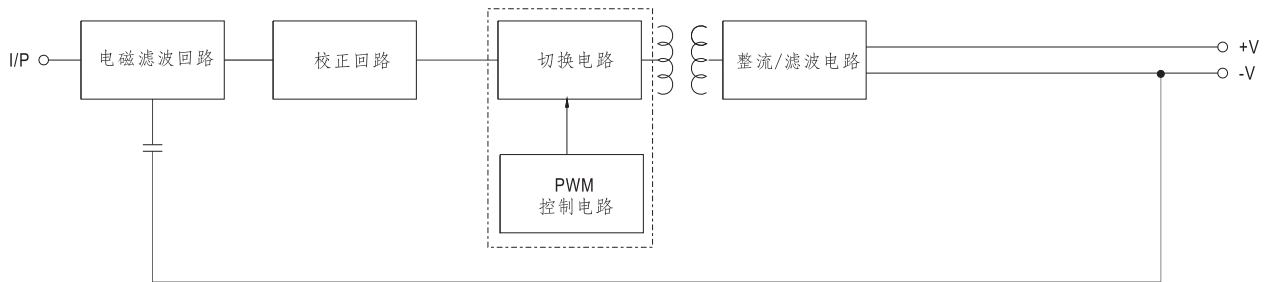 I/P
电磁滤波回路
校正回路
切换电路
整流/滤波电路
+V
-V
PWM
控制电路